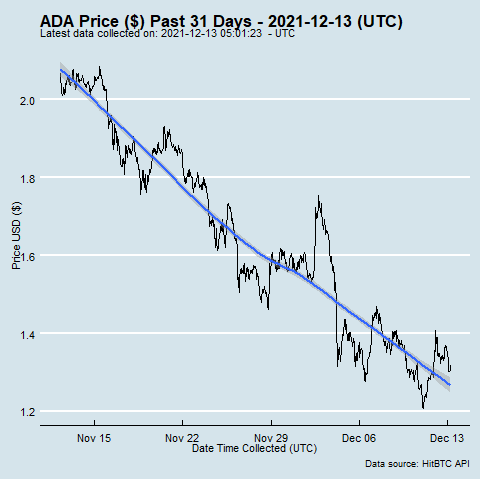 ADA Price ($) Past 31 Days - 2021-12-13 (UTC)
Latest data collected on: 2021-12-13 05:01:23 - UTC
Price USD ($)
2.0
1.8
1.6
1.4
1.2
Nov 15 Nov 22 Nov 29 Dec 06 Dec 13
Date Time Collected (UTC)
Data source: HitBTC API